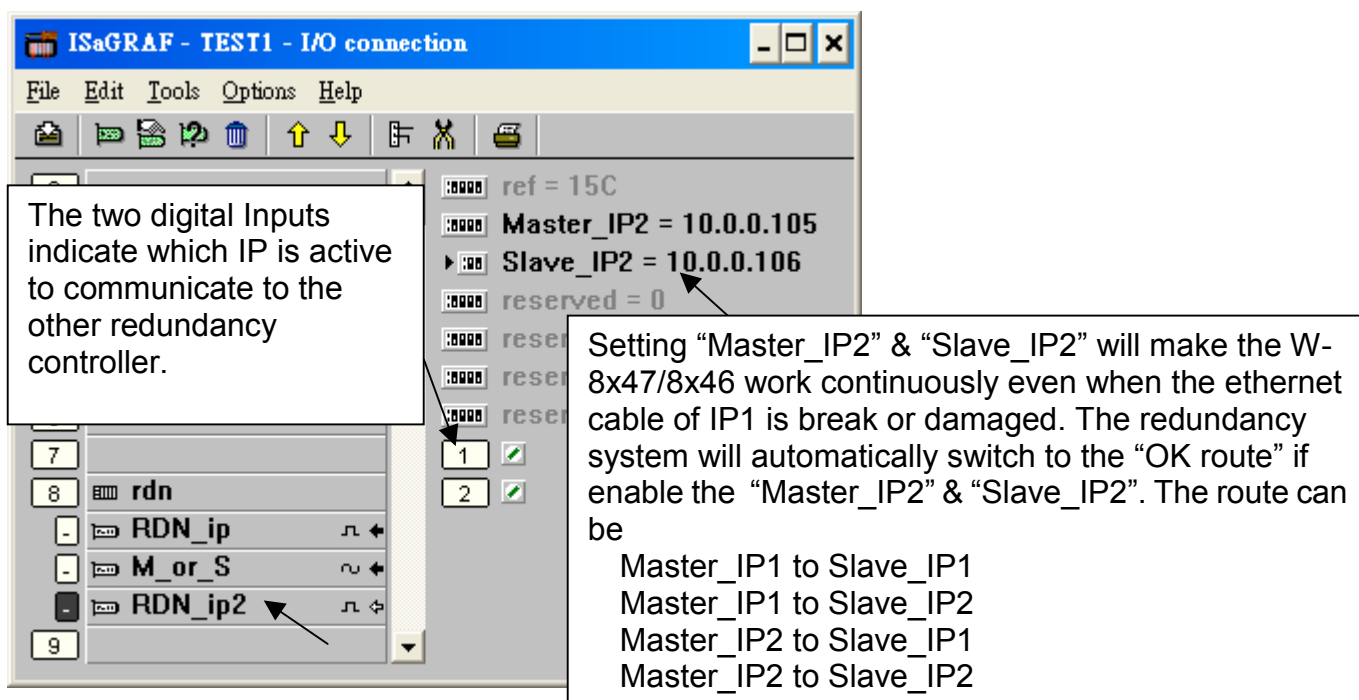 ISaGRAF - TEST1 - I/O connection
File Edit Tools Options Help
The two digital Inputs
indicate which IP is active
to communicate to the
other redundancy
controller.
ref = 15C
Master_IP2 = 10.0.0.105
Slave_IP2 = 10.0.0.106
reserved = 0
reser
reser
reser
1
2
7
8 rdn
- RDN_ip
- M_or_S
- RDN_ip2
9
Setting “Master_IP2” & “Slave_IP2” will make the W-
8x47/8x46 work continuously even when the ethernet
cable of IP1 is break or damaged. The redundancy
system will automatically switch to the “OK route” if
enable the “Master_IP2” & “Slave_IP2”. The route can
be
Master_IP1 to Slave_IP1
Master_IP1 to Slave_IP2
Master_IP2 to Slave_IP1
Master_IP2 to Slave_IP2